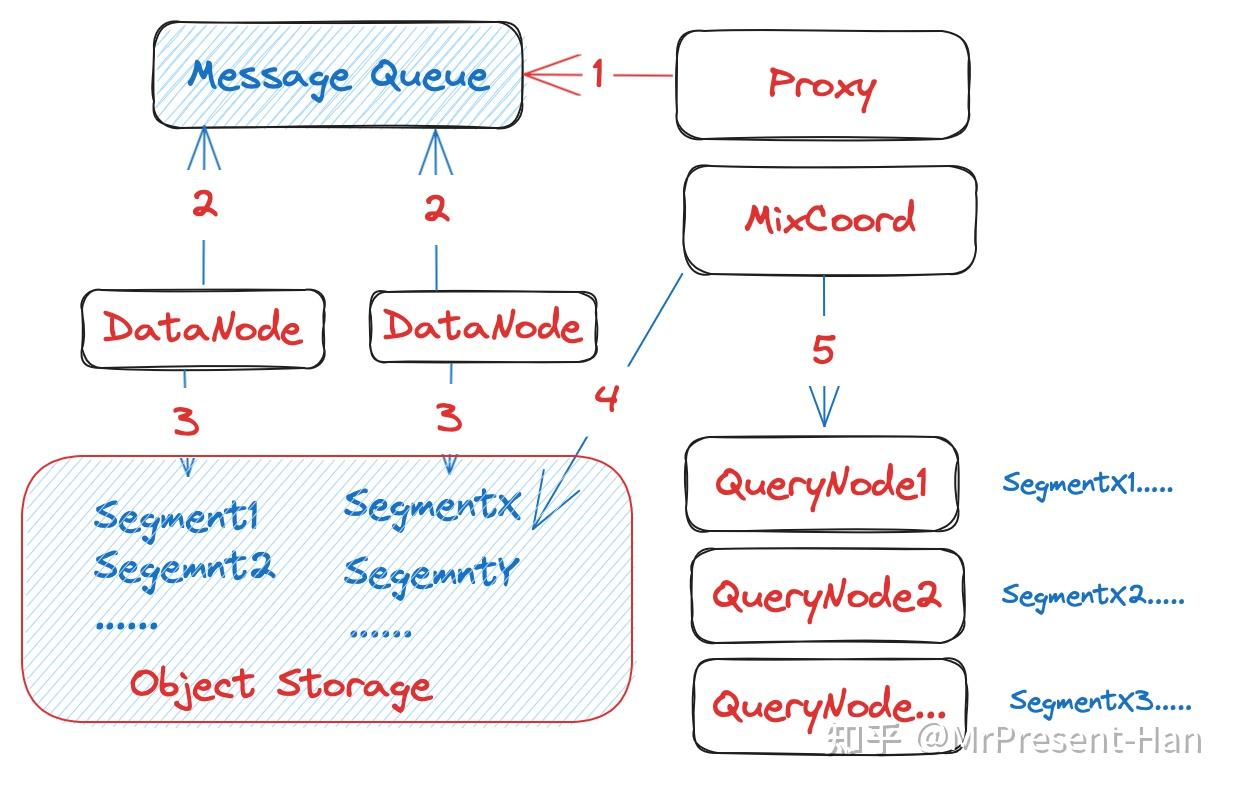 Message Queue
1
Proxy
MixCoord
2
2
DataNode
DataNode
3
3
4
5
Segment1
Segemnt2
......
SegmentX
SegemntY
......
Object Storage
QueryNode1
SegmentX1.....
QueryNode2
SegmentX2.....
QueryNode...
SegmentX3.....
知乎 @MrPresent-Han